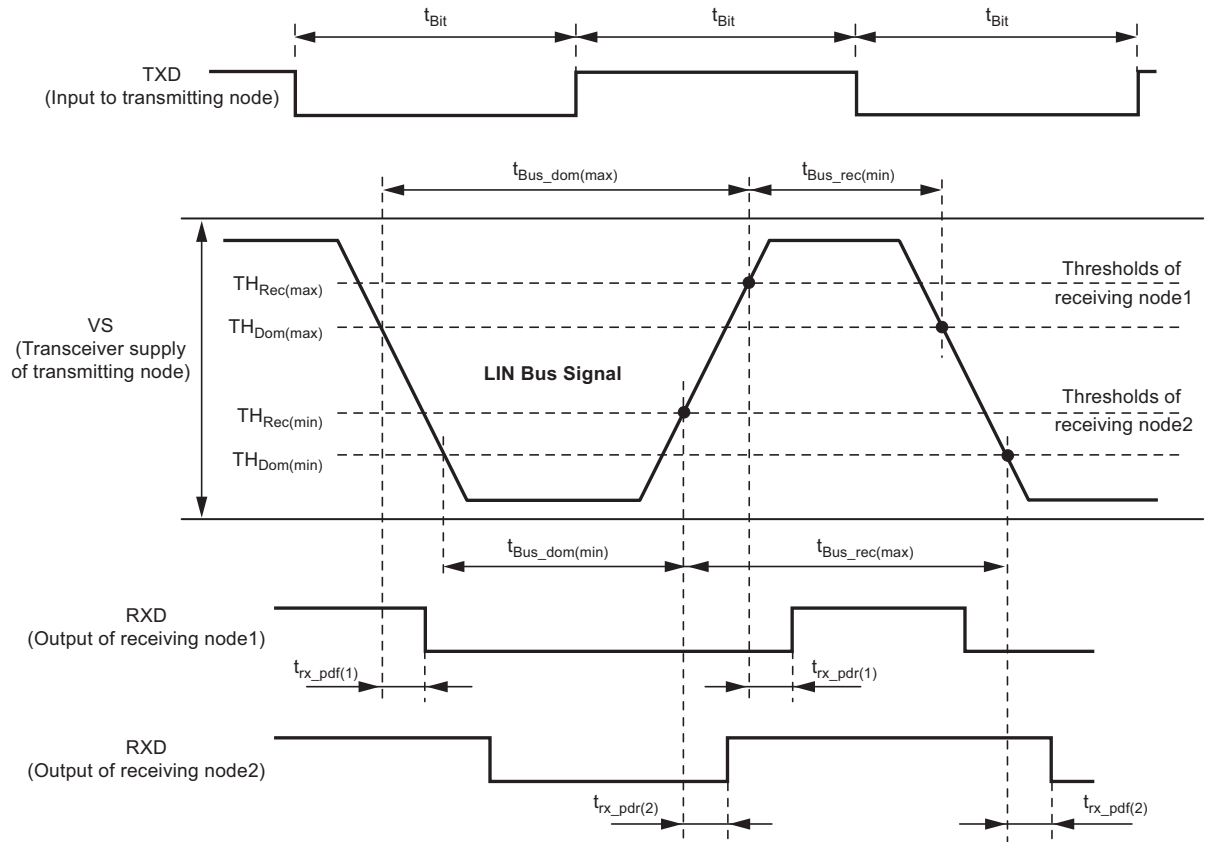 tBit
tBit
tBit
TXD
(Input to transmitting node)
tBus_dom(max)
tBus_rec(min)
THRec(max)
Thresholds of
receiving node1
THDom(max)
VS
(Transceiver supply
of transmitting node)
LIN Bus Signal
THRec(min)
Thresholds of
receiving node2
THDom(min)
tBus_dom(min)
tBus_rec(max)
RXD
(Output of receiving node1)
trx_pdf(1)
trx_pdr(1)
RXD
(Output of receiving node2)
trx_pdr(2)
trx_pdf(2)